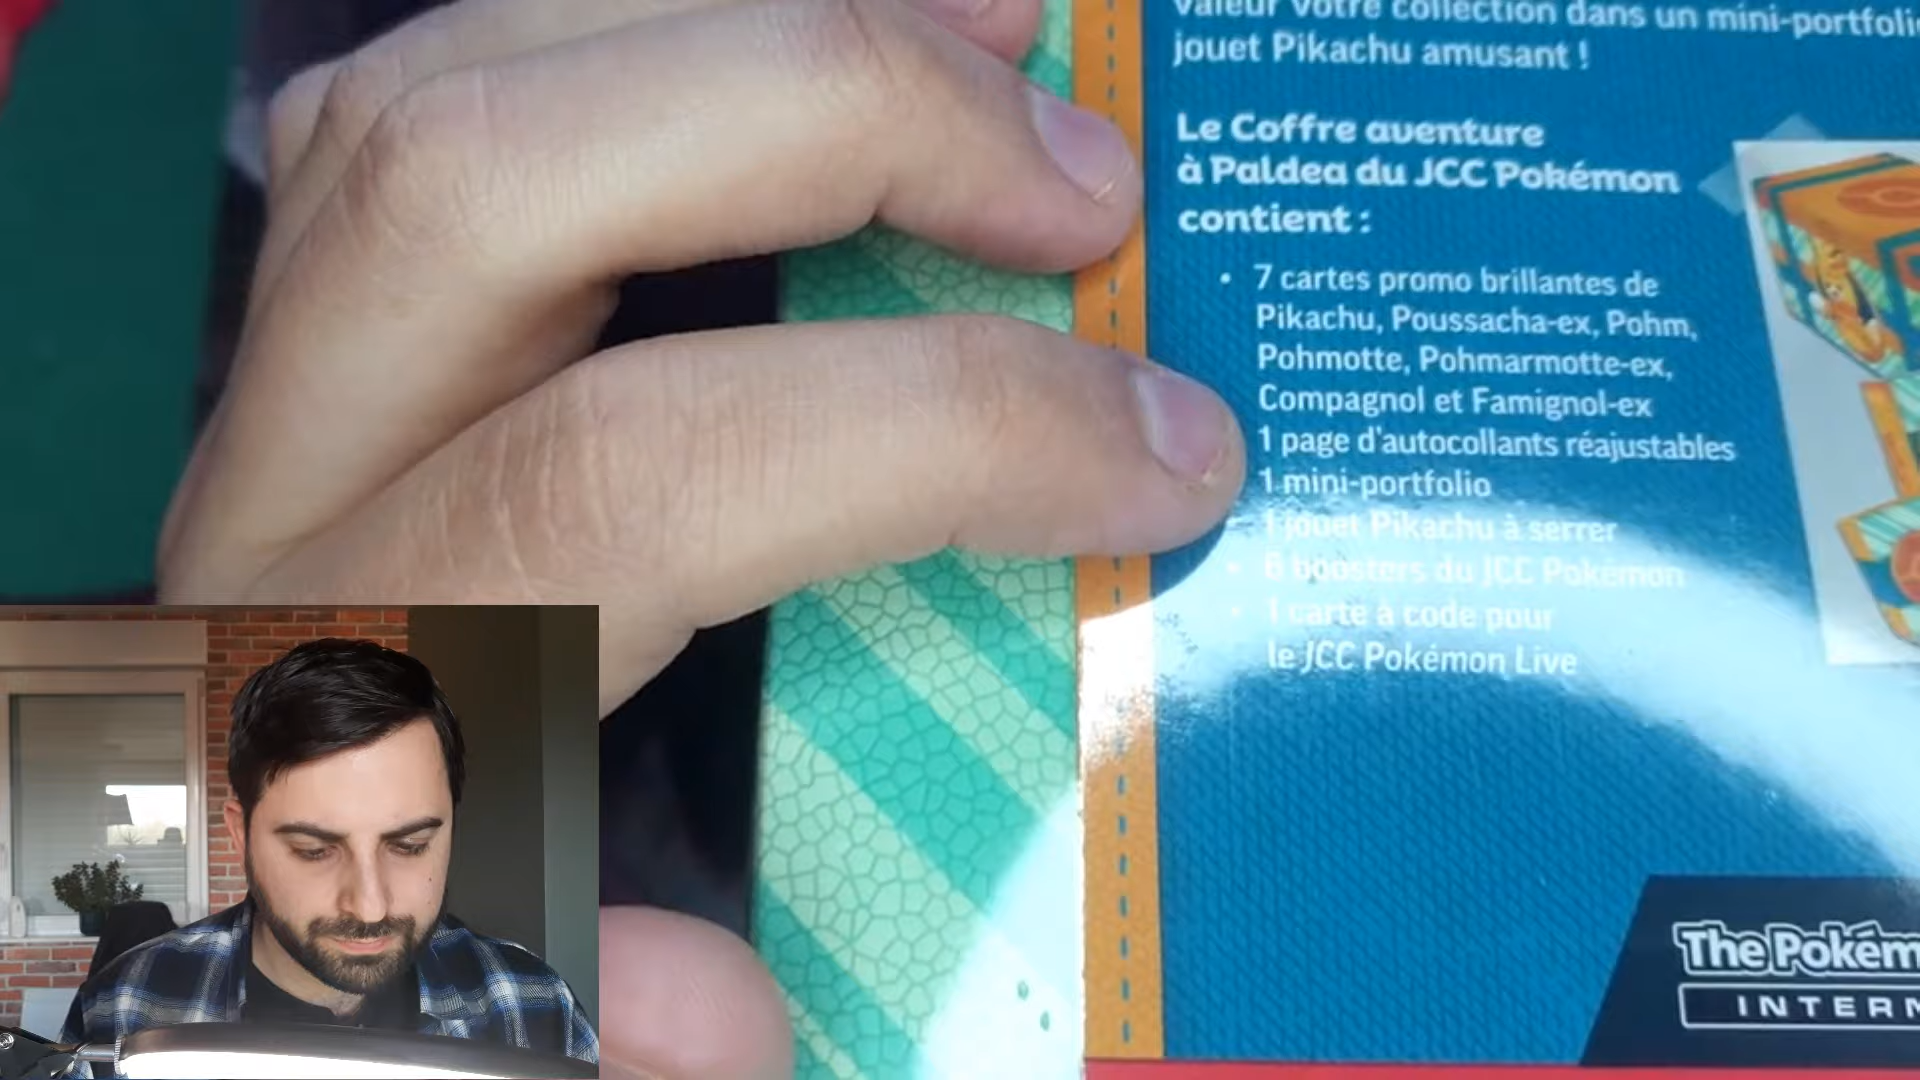 valeur votre collection dans un mini-portfolio
jouet Pikachu amusant !
Le Coffre aventure
à Paldea du JCC Pokémon
contient :
• 7 cartes promo brillantes de
Pikachu, Poussacha-ex, Pohm,
Pohmotte, Pohmarmotte-ex,
Compagnol et Famignol-ex
1 page d'autocollants réajustables
1 mini-portfolio
• 1 jouet Pikachu à serrer
• 6 boosters du JCC Pokémon
• 1 carte à code pour
le JCC Pokémon Live
The Pokém
INTERN